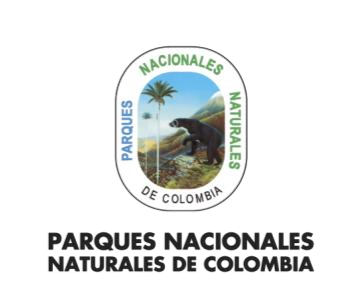 PARQUES NACIONALES NATURALES
DE COLOMBIA
PARQUES NACIONALES
NATURALES DE COLOMBIA